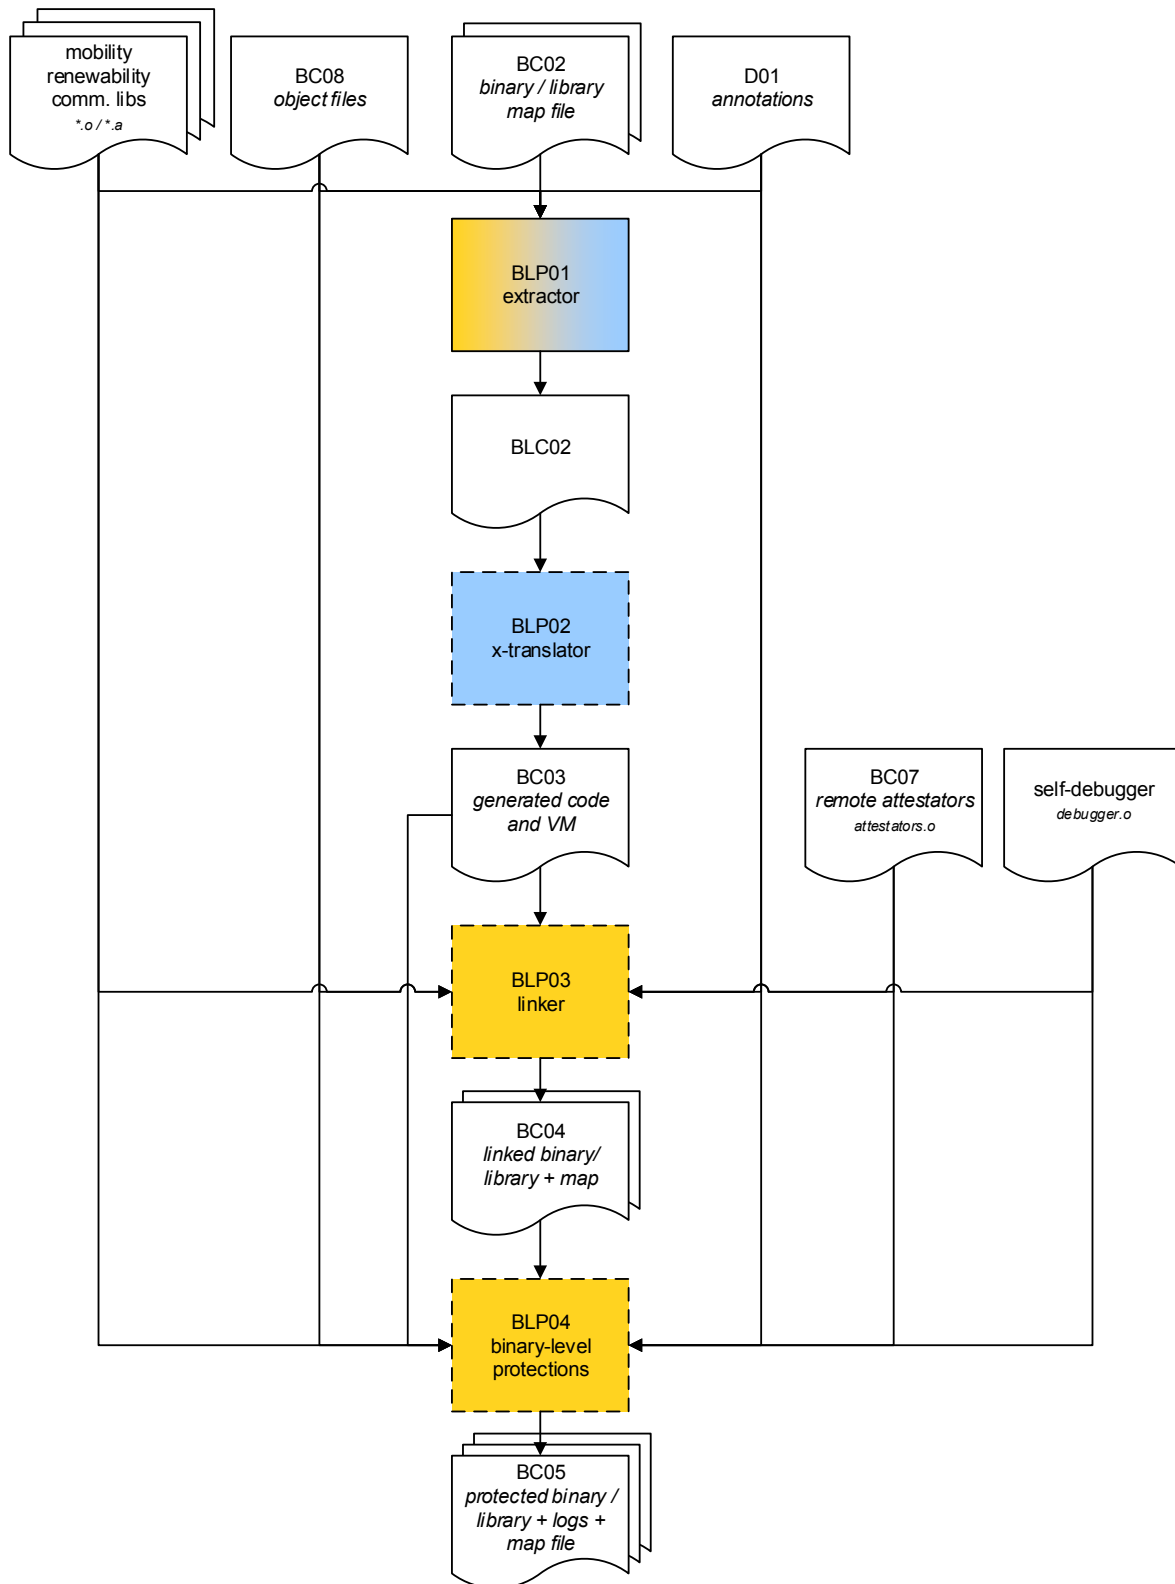 mobility
renewability
comm. libs
*.o / *.a
BC08
object files
BC02
binary / library
map file
D01
annotations
BLP01
extractor
BLC02
BLP02
x-translator
BC03
generated code
and VM
BC07
remote attestators
attestators.o
self-debugger
debugger.o
BLP03
linker
BC04
linked binary/
library + map
BLP04
binary-level
protections
BC05
protected binary /
library + logs +
map file